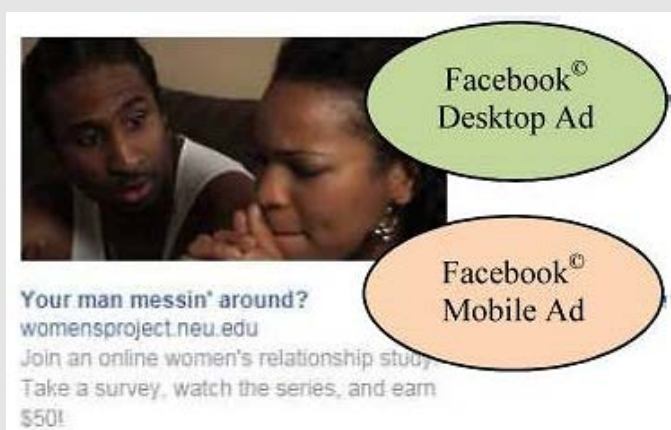 Facebook©
Desktop Ad
Facebook©
Mobile Ad
Your man messin' around?
womensproject.neu.edu
Join an online women's relationship study.
Take a survey, watch the series, and earn
$50!